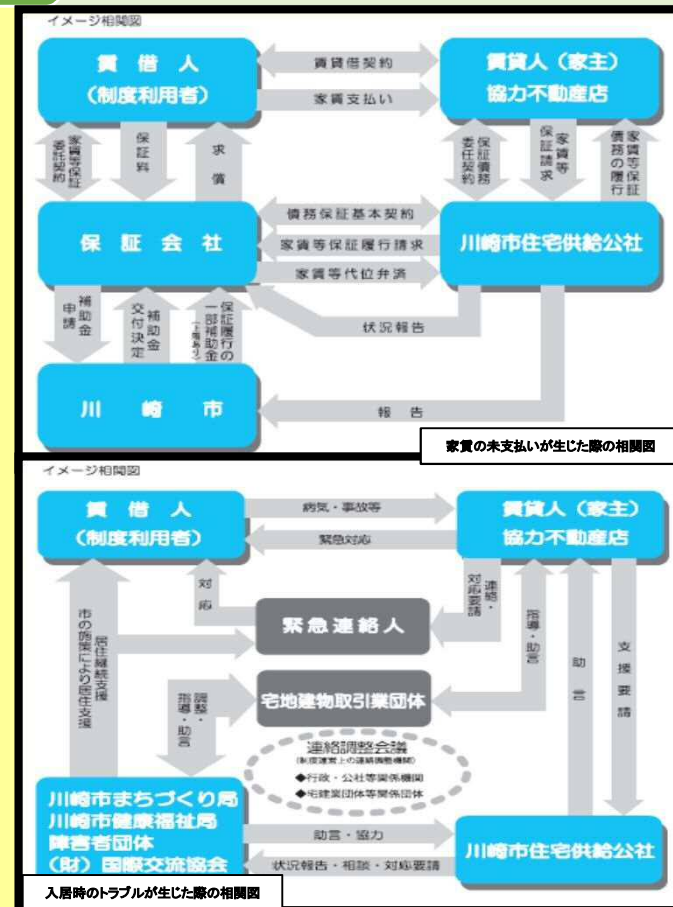 イメージ相関図
賃借人
(制度利用者)
賃貸借契約
家賃支払い
賃貸人(家主)
協力不動産店
家賃等保証
委託契約
保証料
求償
保証債務
委任契約
家賃等
保証請求
家賃等保証
債務の履行
保証会社
債務保証基本契約
家賃等保証履行請求
家賃等代位弁済
川崎市住宅供給公社
補助金
申請
補助金
交付決定
保証履行の
一部補助金
(上限あり)
状況報告
川崎市
報告
家賃の未支払いが生じた際の相関図
イメージ相関図
賃借人
(制度利用者)
病気・事故等
緊急対応
賃貸人(家主)
協力不動産店
対応
緊急連絡人
連絡・
対応要請
居住継続支援
市の施策により居住支援
調整・
指導・助言
宅地建物取引業団体
指導・助言
助言
支援要請
連絡調整会議
(制度運営上の連絡調整機関)
◆行政・公社等関係機関
◆宅建業団体等関係団体
川崎市まちづくり局
川崎市健康福祉局
障害者団体
(財)国際交流協会
助言・協力
状況報告・相談・対応要請
川崎市住宅供給公社
入居時のトラブルが生じた際の相関図